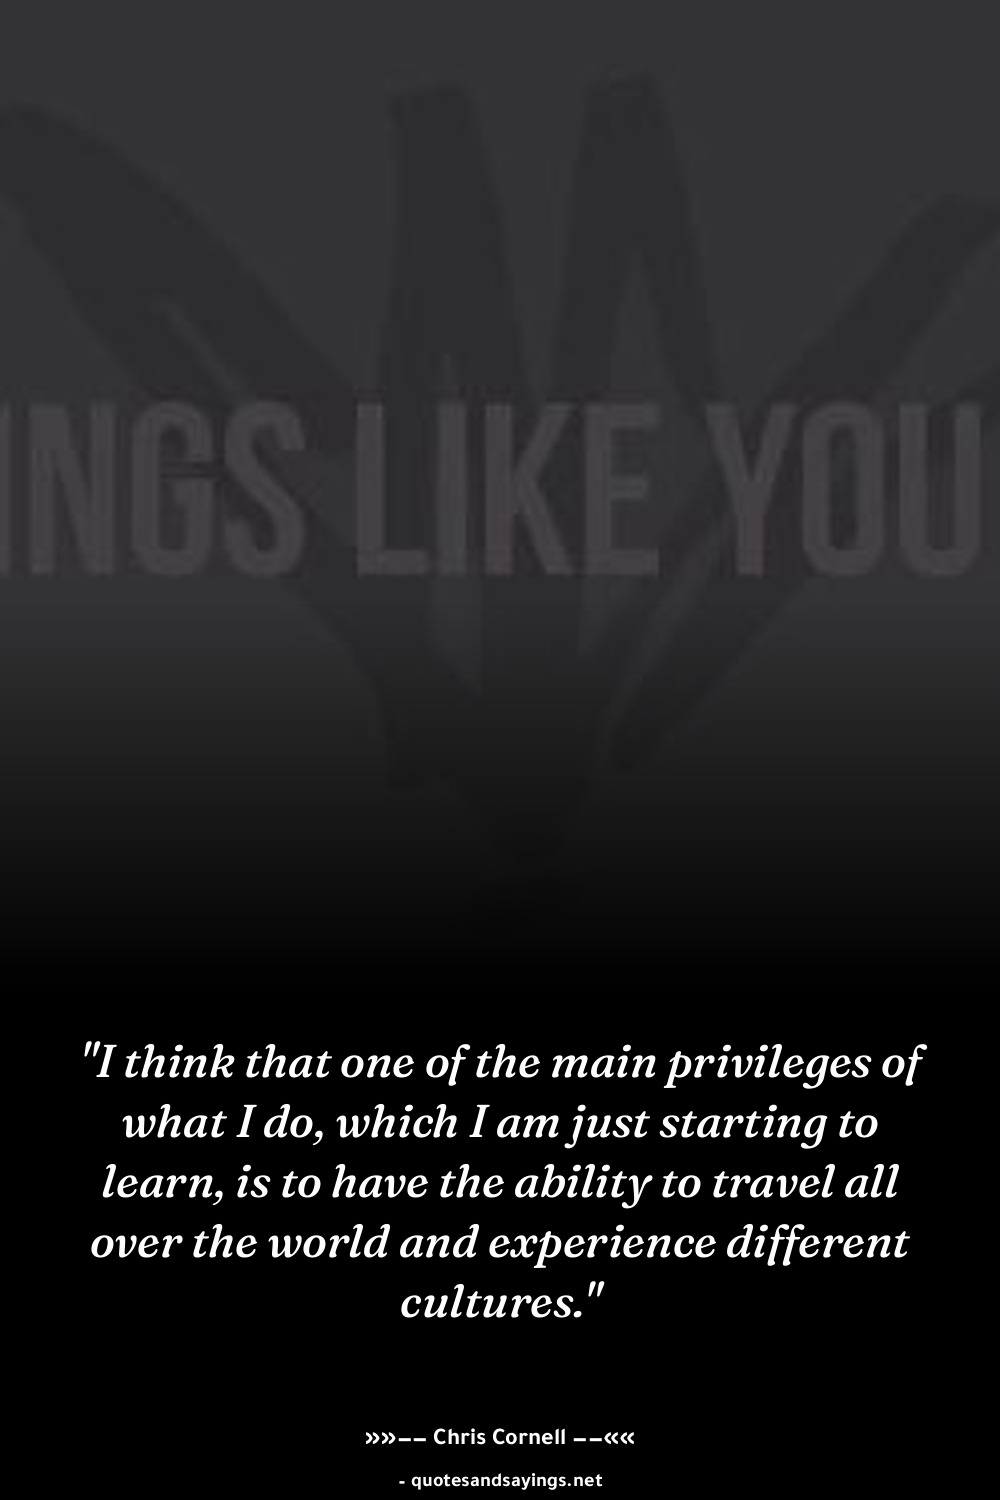 INGS LIKE YOU
"I think that one of the main privileges of
what I do, which I am just starting to
learn, is to have the ability to travel all
over the world and experience different
cultures."
»»−− Chris Cornell −−««
- quotesandsayings.net